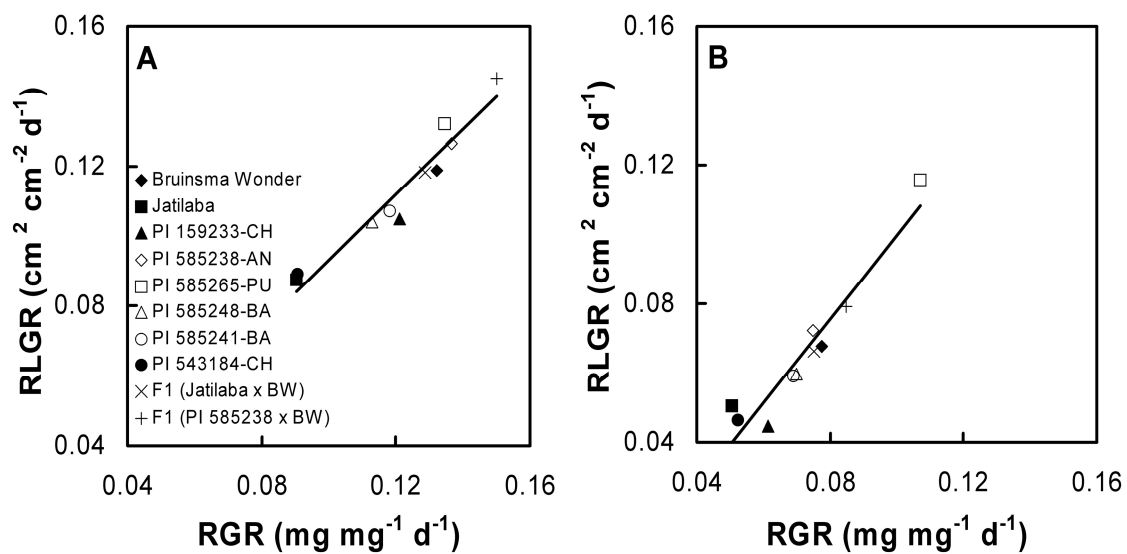 A
0.16
0.12
0.08
0.04
RLGR (cm² cm⁻² d⁻¹)
Bruinsma Wonder
Jatilaba
PI 159233-CH
PI 585238-AN
PI 585265-PU
PI 585248-BA
PI 585241-BA
PI 543184-CH
F1 (Jatilaba x BW)
F1 (PI 585238 x BW)
0.04 0.08 0.12 0.16
RGR (mg mg⁻¹ d⁻¹)
B
0.16
0.12
0.08
0.04
RLGR (cm² cm⁻² d⁻¹)
0.04 0.08 0.12 0.16
RGR (mg mg⁻¹ d⁻¹)